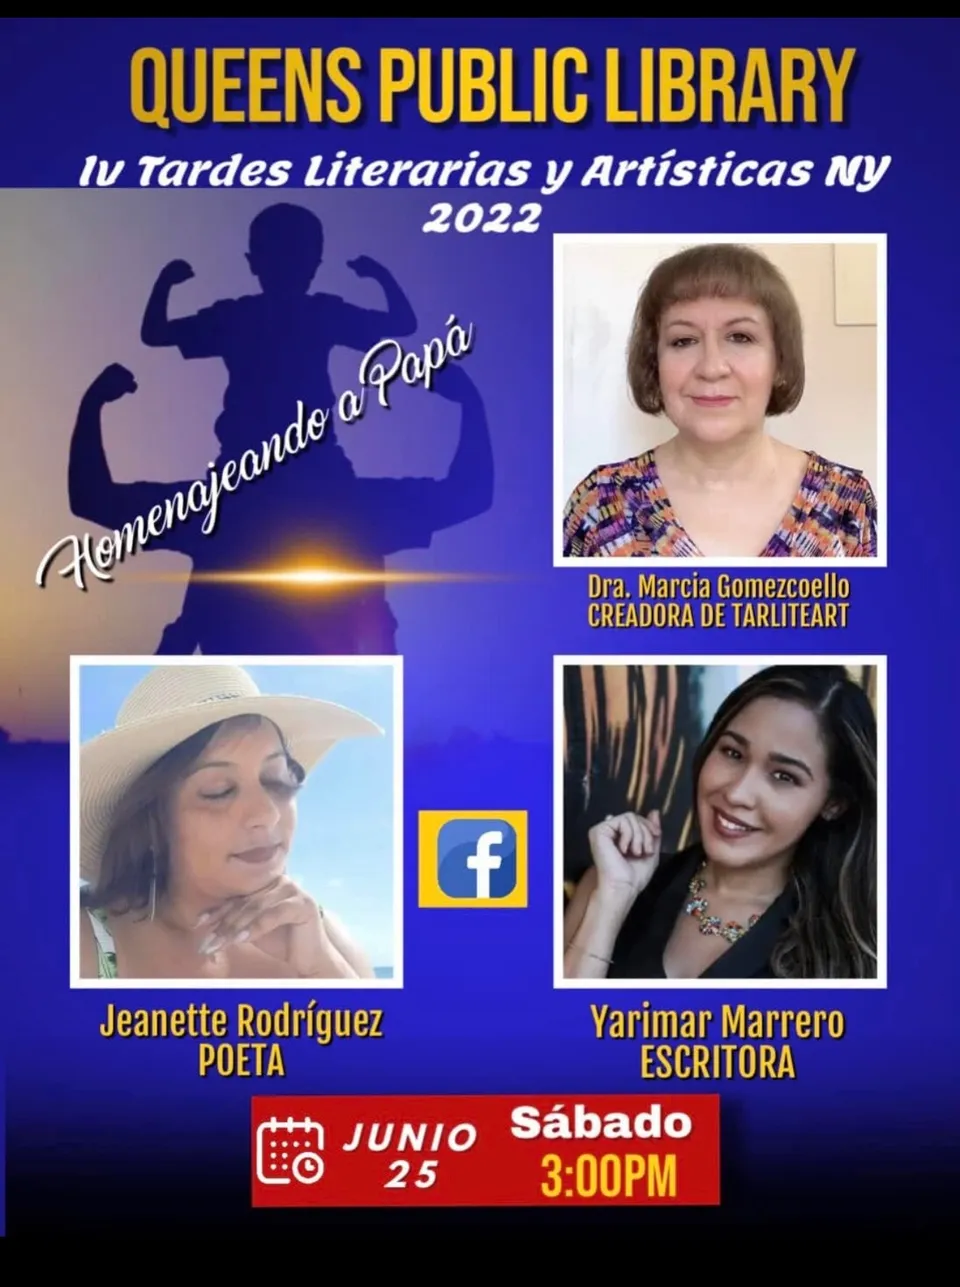 QUEENS PUBLIC LIBRARY
Iv Tardes Literarias y Artísticas NY
2022
Homenajeando a Papá
Dra. Marcia Gomezcoello
CREADORA DE TARLITEART
f
Jeanette Rodríguez
POETA
Yarimar Marrero
ESCRITORA
JUNIO
25
Sábado
3:00PM